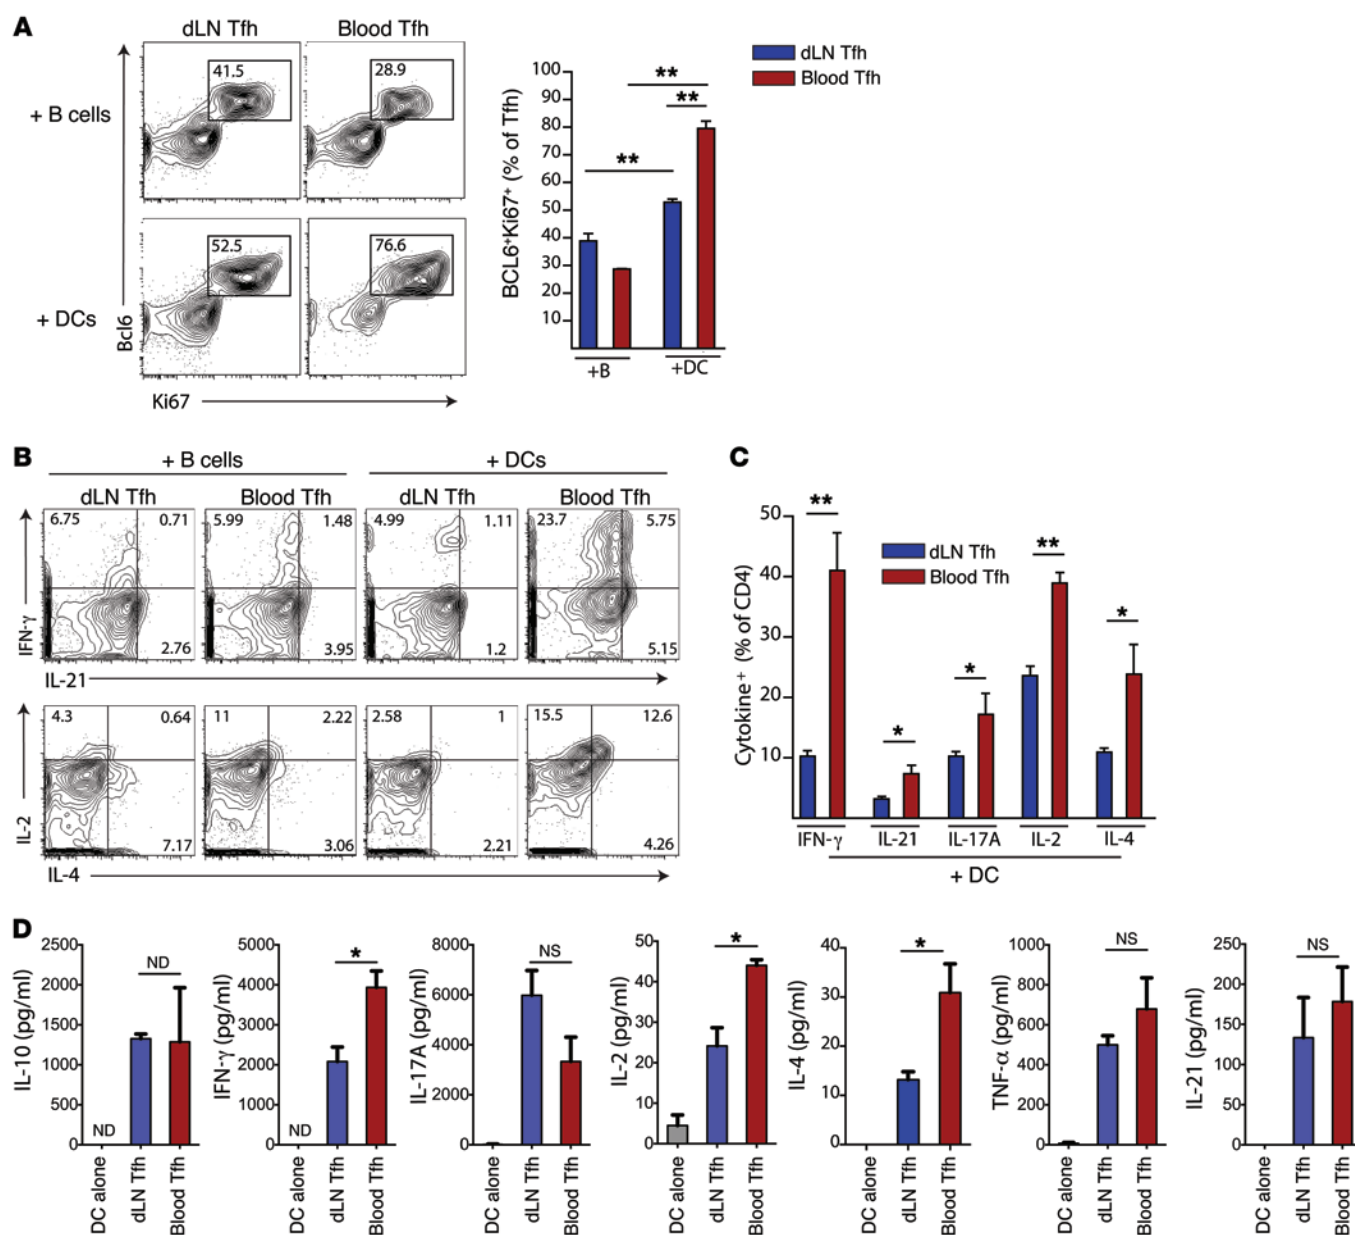 A
dLN Tfh
Blood Tfh
+ B cells
+ DCs
41.5
28.9
52.5
76.6
Bcl6
Ki67
dLN Tfh
Blood Tfh
BCL6+Ki67+ (% of Tfh)
100
90
80
70
60
50
40
30
20
10
**
**
**
+B
+DC
B
+ B cells
+ DCs
dLN Tfh
Blood Tfh
dLN Tfh
Blood Tfh
6.75
0.71
2.76
5.99
1.48
3.95
4.99
1.11
1.2
23.7
5.75
5.15
IFN-γ
IL-21
4.3
0.64
7.17
11
2.22
3.06
2.58
1
2.21
15.5
12.6
4.26
IL-2
IL-4
C
Cytokine+ (% of CD4)
50
40
30
20
10
dLN Tfh
Blood Tfh
**
*
*
**
*
IFN-γ
IL-21
IL-17A
IL-2
IL-4
+ DC
D
IL-10 (pg/ml)
2500
2000
1500
1000
500
0
ND
ND
DC alone
dLN Tfh
Blood Tfh
IFN-γ (pg/ml)
5000
4000
3000
2000
1000
0
*
ND
DC alone
dLN Tfh
Blood Tfh
IL-17A (pg/ml)
8000
6000
4000
2000
0
NS
DC alone
dLN Tfh
Blood Tfh
IL-2 (pg/ml)
50
40
30
20
10
0
*
DC alone
dLN Tfh
Blood Tfh
IL-4 (pg/ml)
40
30
20
10
0
*
DC alone
dLN Tfh
Blood Tfh
TNF-α (pg/ml)
1000
800
600
400
200
0
NS
DC alone
dLN Tfh
Blood Tfh
IL-21 (pg/ml)
250
200
150
100
50
0
NS
DC alone
dLN Tfh
Blood Tfh